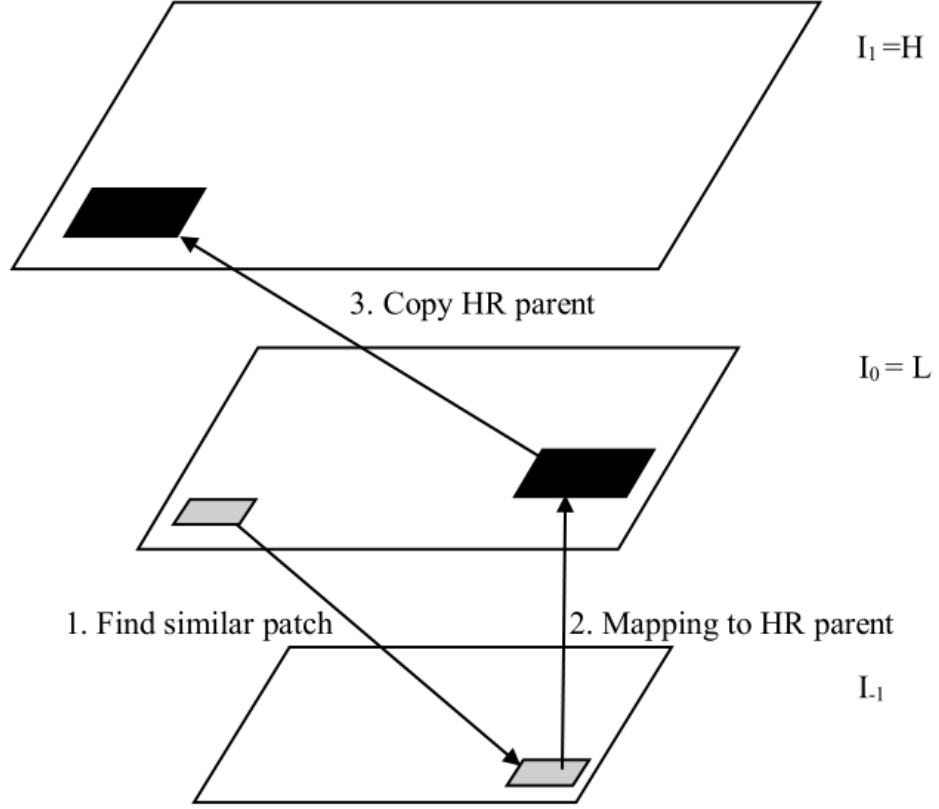 I₁ =H
3. Copy HR parent
I₀ = L
1. Find similar patch
2. Mapping to HR parent
I₋₁